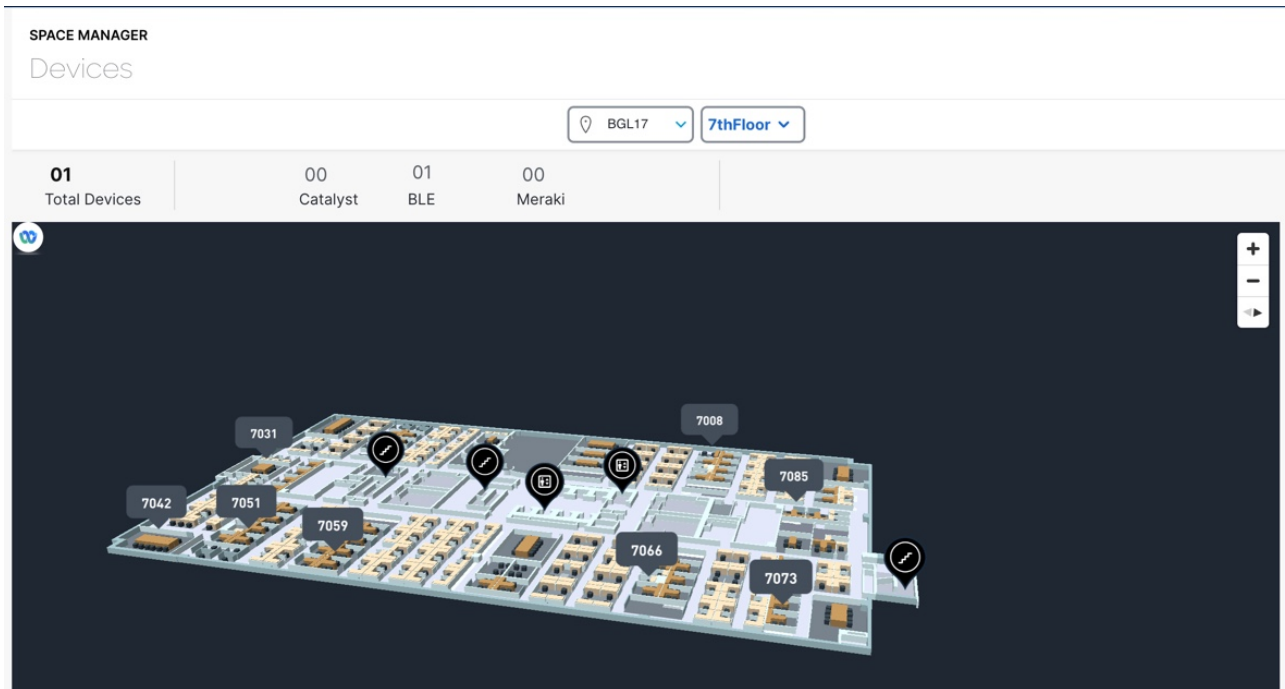 SPACE MANAGER
Devices
BGL17
7thFloor
01 00 01 00
Total Devices Catalyst BLE Meraki
7008
7031
7085
7042 7051
7059
7066
7073